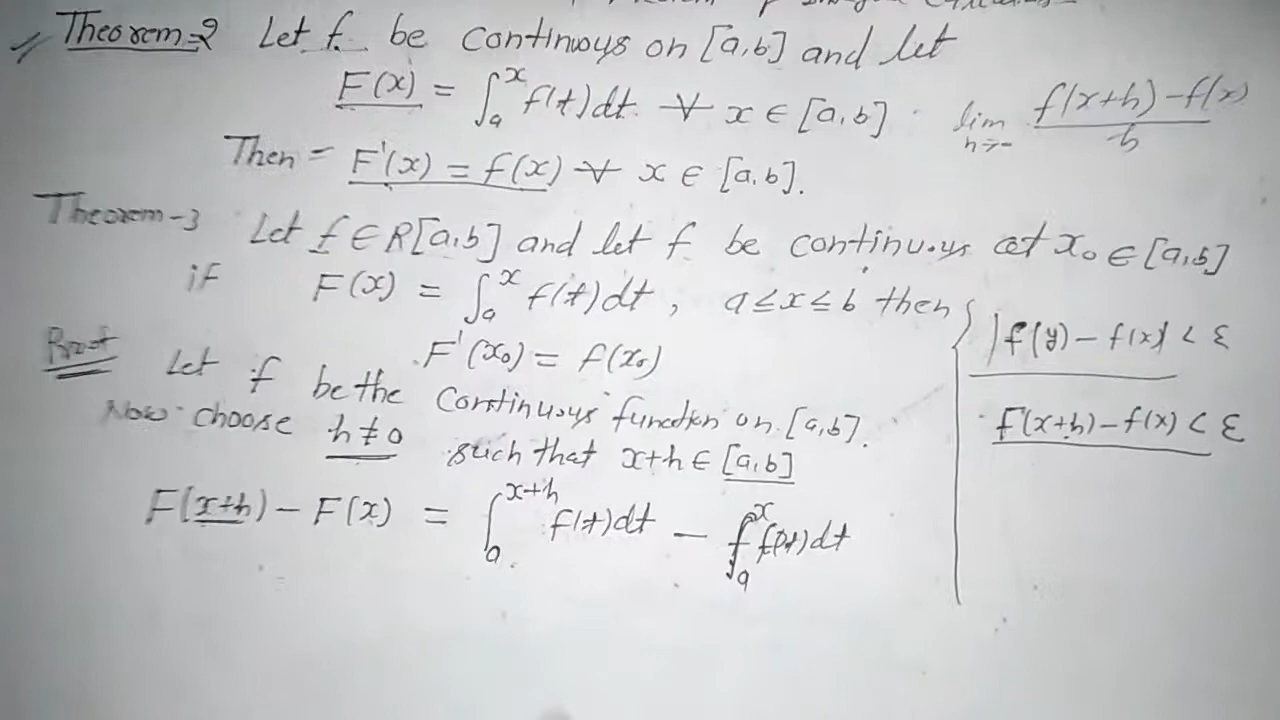 Theorem-2 Let f be continuous on [a,b] and let
F(x) = ∫ₐˣ f(t)dt ∀ x ∈ [a,b]
lim h→ f(x+h)-f(x) / h
Then = F'(x) = f(x) ∀ x ∈ [a,b].
Theorem-3 Let f ∈ R[a,b] and let f be continuous at x₀ ∈ [a,b]
if F(x) = ∫ₐˣ f(t)dt, a≤x≤b then
F'(x₀) = f(x₀)
|f(y)-f(x)| < ε
Proof Let f be the Continuous function on [a,b].
F(x+h)-f(x) < ε
Now choose h≠0 such that x+h ∈ [a,b]
F(x+h) - F(x) = ∫ₐˣ⁺ʰ f(t)dt - ∫ₐˣ f(t)dt